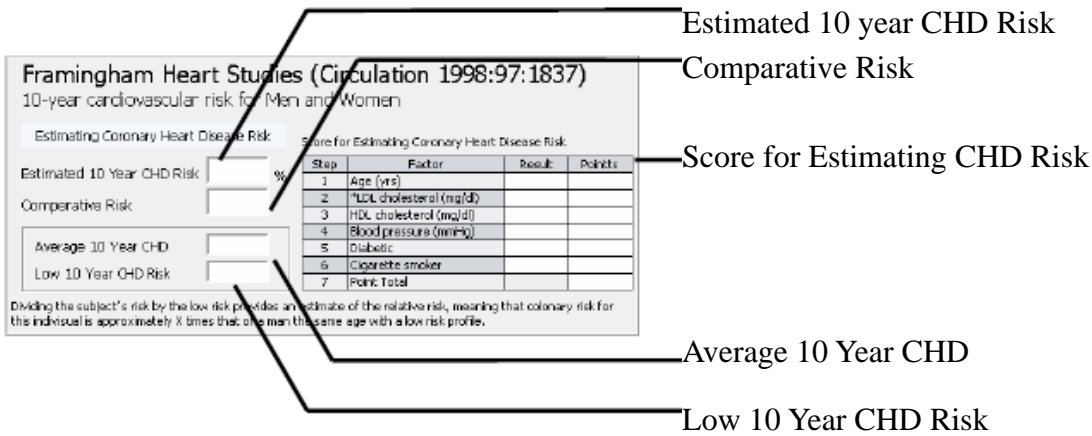 Estimated 10 year CHD Risk
Framingham Heart Studies (Circulation 1998:97:1837)
Comparative Risk
10-year cardiovascular risk for Men and Women
Estimating Coronary Heart Disease Risk
Score for Estimating Coronary Heart Disease Risk
Score for Estimating CHD Risk
Step Factor Result Pointts
Estimated 10 Year CHD Risk %
1 Age (yrs)
2 *LDL cholesterol (mg/dl)
Comperative Risk
3 HDL cholesterol (mg/dl)
4 Blood pressure (mmHg)
Average 10 Year CHD
5 Diabetic
6 Cigarette smoker
Low 10 Year CHD Risk
7 Point Total
Dividing the subject's risk by the low risk provides an estimate of the relative risk, meaning that colonary risk for
this indivisual is approximately X times that of a man the same age with a low risk profile.
Average 10 Year CHD
Low 10 Year CHD Risk